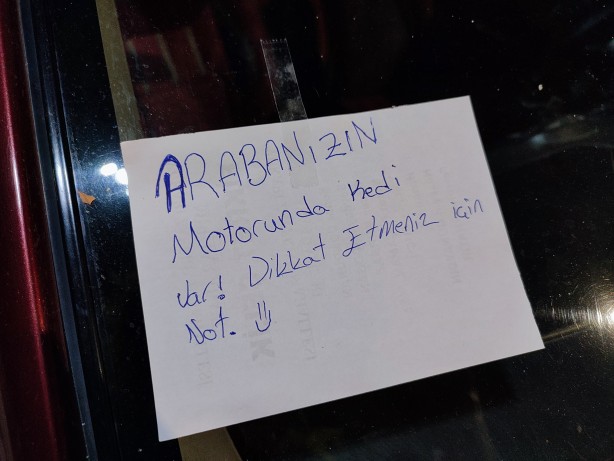 ARABANIZIN
Motorunda Kedi
Var! Dikkat Etmeniz için
Not. :)